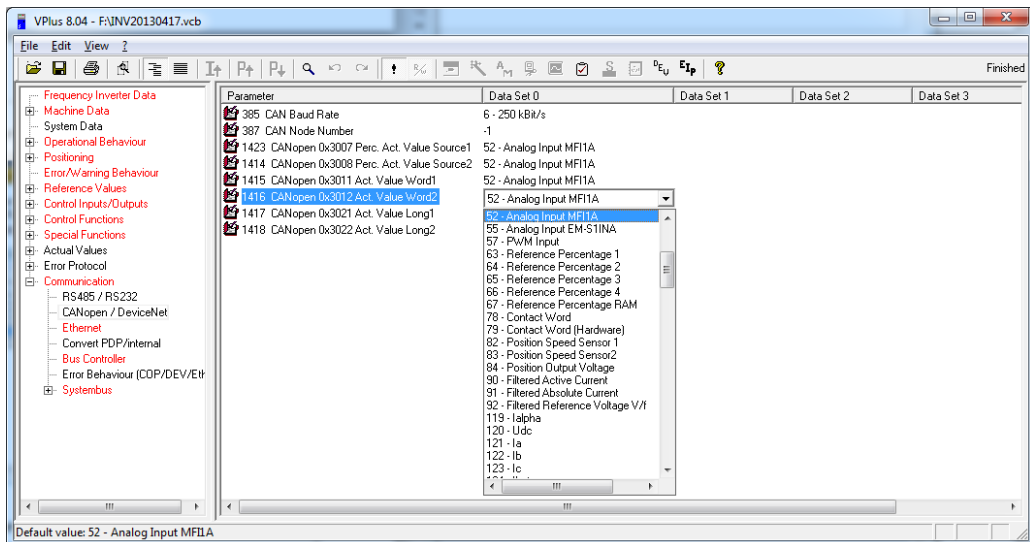 VPlus 8.04 - F:\INV20130417.vcb
File Edit View ?
Finished
Frequency Inverter Data
Machine Data
System Data
Operational Behaviour
Positioning
Error/Warning Behaviour
Reference Values
Control Inputs/Outputs
Control Functions
Special Functions
Actual Values
Error Protocol
Communication
RS485 / RS232
CANopen / DeviceNet
Ethernet
Convert PDP/internal
Bus Controller
Error Behaviour (COP/DEV/Eth
Systembus
Parameter Data Set 0 Data Set 1 Data Set 2 Data Set 3
385 CAN Baud Rate 6 - 250 kBit/s
387 CAN Node Number -1
1423 CANopen 0x3007 Perc. Act. Value Source1 52 - Analog Input MFI1A
1414 CANopen 0x3008 Perc. Act. Value Source2 52 - Analog Input MFI1A
1415 CANopen 0x3011 Act. Value Word1 52 - Analog Input MFI1A
1416 CANopen 0x3012 Act. Value Word2 52 - Analog Input MFI1A
1417 CANopen 0x3021 Act. Value Long1
1418 CANopen 0x3022 Act. Value Long2
52 - Analog Input MFI1A
55 - Analog Input EM-S1INA
57 - PWM Input
63 - Reference Percentage 1
64 - Reference Percentage 2
65 - Reference Percentage 3
66 - Reference Percentage 4
67 - Reference Percentage RAM
78 - Contact Word
79 - Contact Word (Hardware)
82 - Position Speed Sensor 1
83 - Position Speed Sensor2
84 - Position Output Voltage
90 - Filtered Active Current
91 - Filtered Absolute Current
92 - Filtered Reference Voltage V/f
119 - Ialpha
120 - Udc
121 - Ia
122 - Ib
123 - Ic
Default value: 52 - Analog Input MFI1A